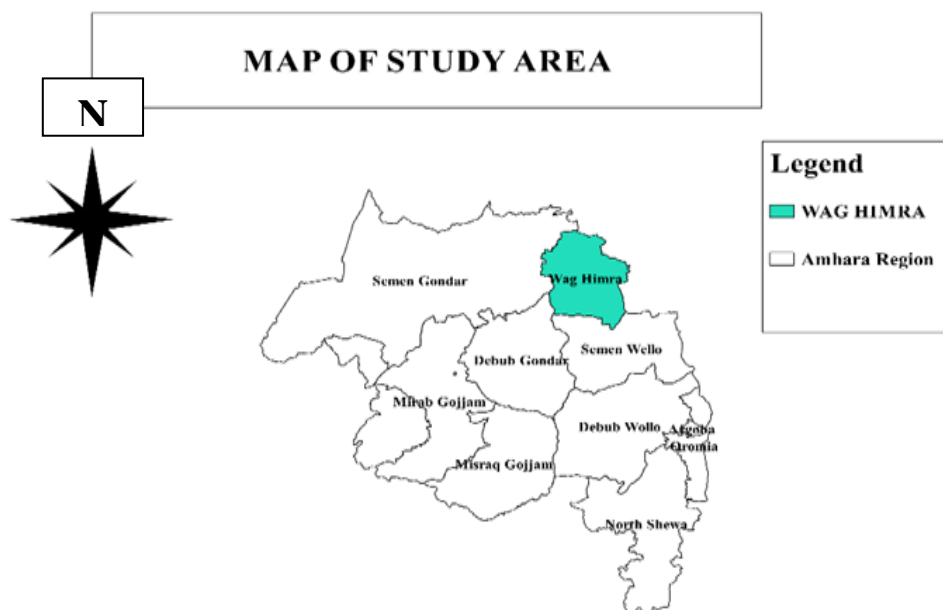 MAP OF STUDY AREA
N
Legend
WAG HIMRA
Amhara Region
Wag Himra
Semen Gondar
Semen Wello
Debub Gondar
Mirab Gojjam
Debub Wollo
Argoba
Oromia
Misraq Gojjam
North Shewa